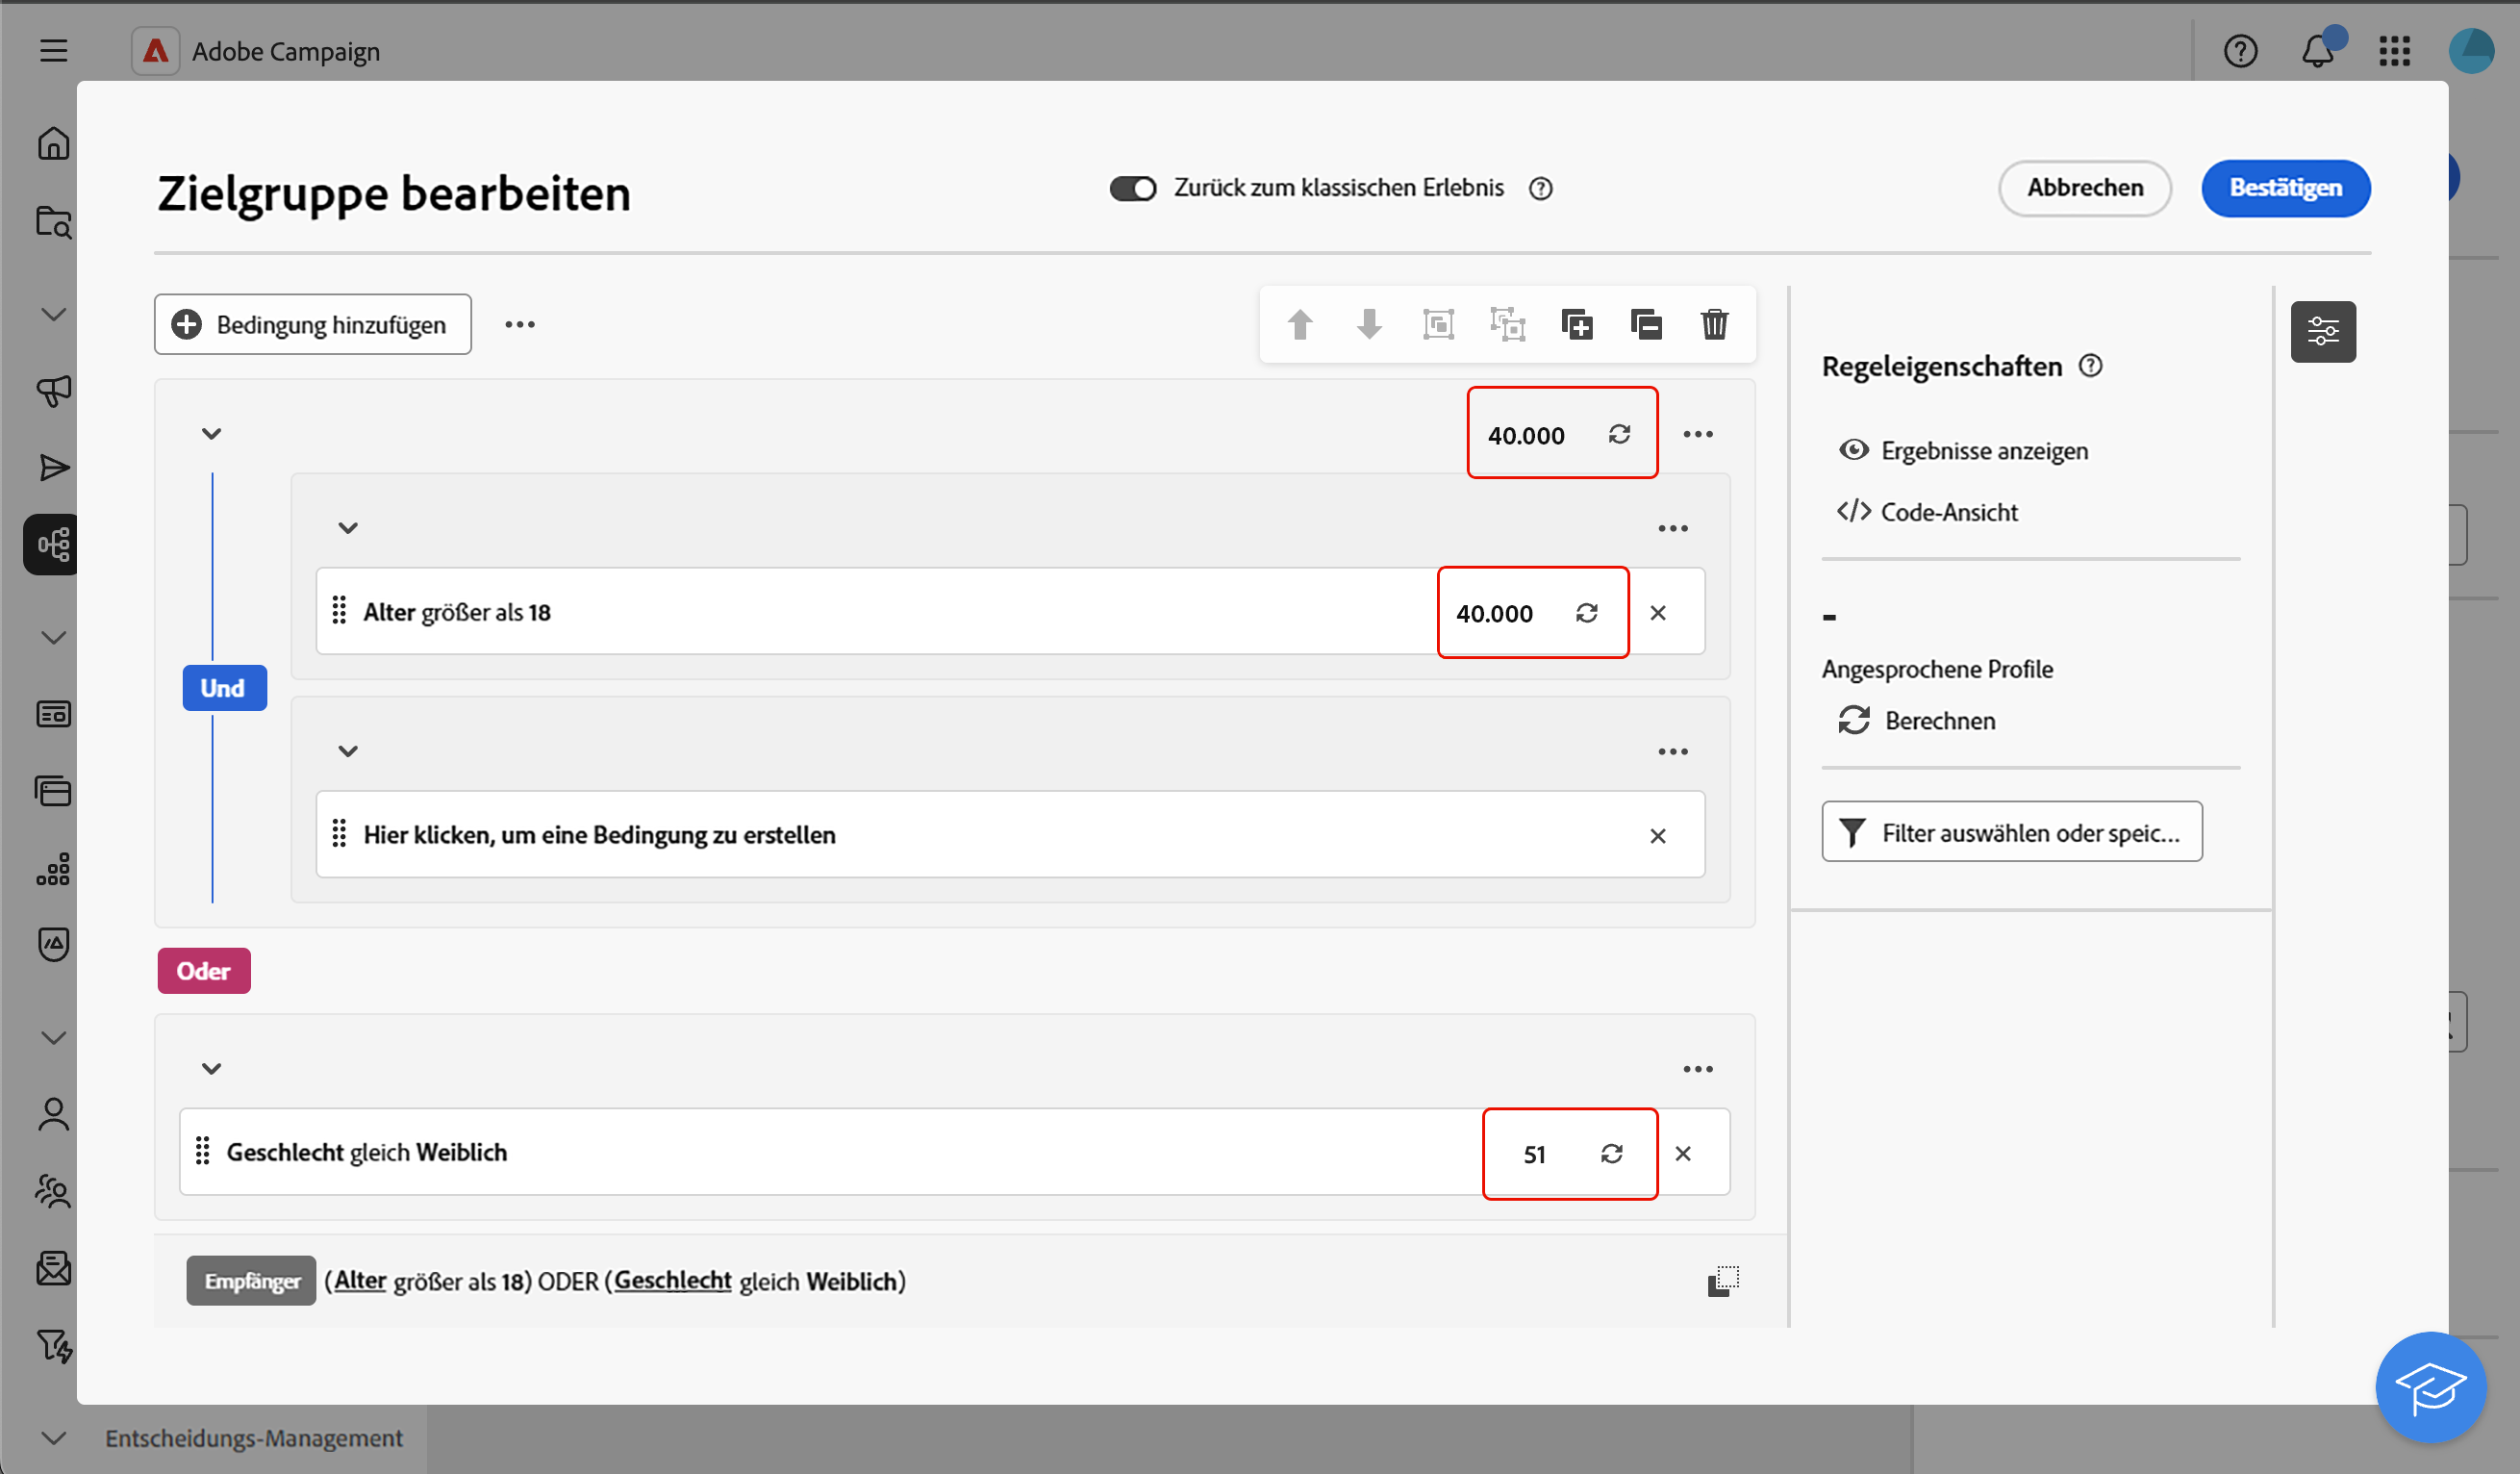 Adobe Campaign
Zielgruppe bearbeiten
Zurück zum klassischen Erlebnis
Abbrechen
Bestätigen
Bedingung hinzufügen
40.000
Alter größer als 18
40.000
Und
Hier klicken, um eine Bedingung zu erstellen
Oder
Geschlecht gleich Weiblich
51
Empfänger (Alter größer als 18) ODER (Geschlecht gleich Weiblich)
Regeleigenschaften
Ergebnisse anzeigen
Code-Ansicht
-
Angesprochene Profile
Berechnen
Filter auswählen oder speic...
Entscheidungs-Management